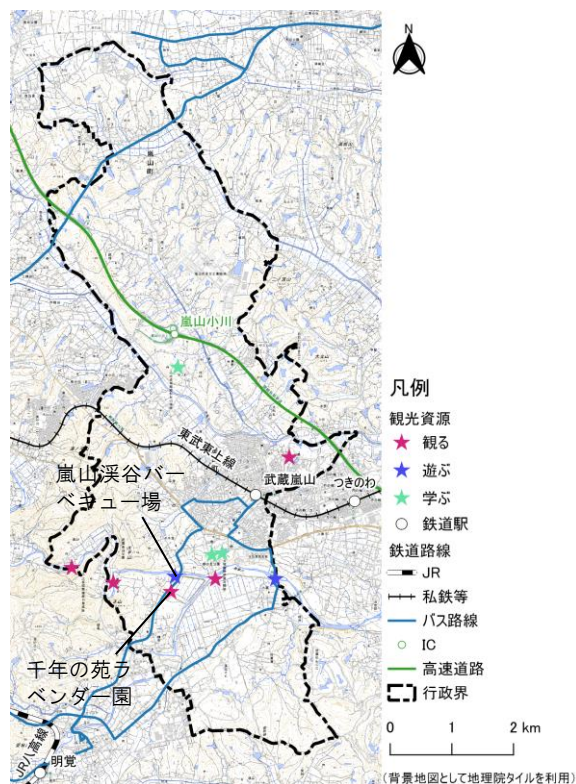 N
嵐山町
嵐山小川
東武東上線
武蔵嵐山
つきのわ
嵐山渓谷バー
ベキュー場
千年の苑ラ
ベンダー園
JR八高線
明覚
凡例
観光資源
観る
遊ぶ
学ぶ
鉄道駅
鉄道路線
JR
私鉄等
バス路線
IC
高速道路
行政界
0 1 2 km
(背景地図として地理院タイルを利用)